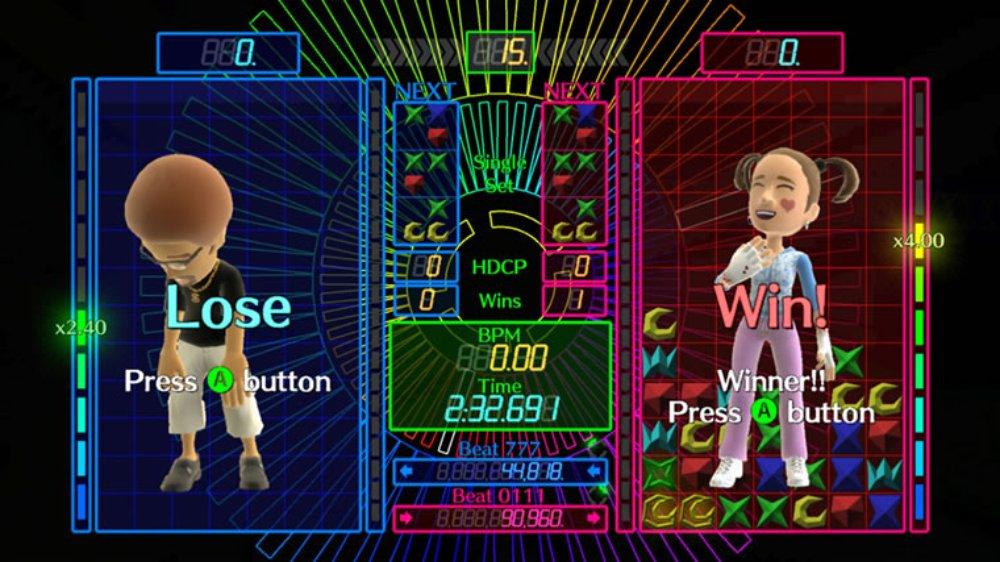 0.
15.
0.
NEXT
NEXT
Single
Set
x4.00
0 HDCP 0
0 Wins 1
Lose
Win!
x2.40
BPM
0.00
Press A button
Winner!!
Time
2:32.691
Press A button
Beat 777
44,818.
Beat 0111
90,960.